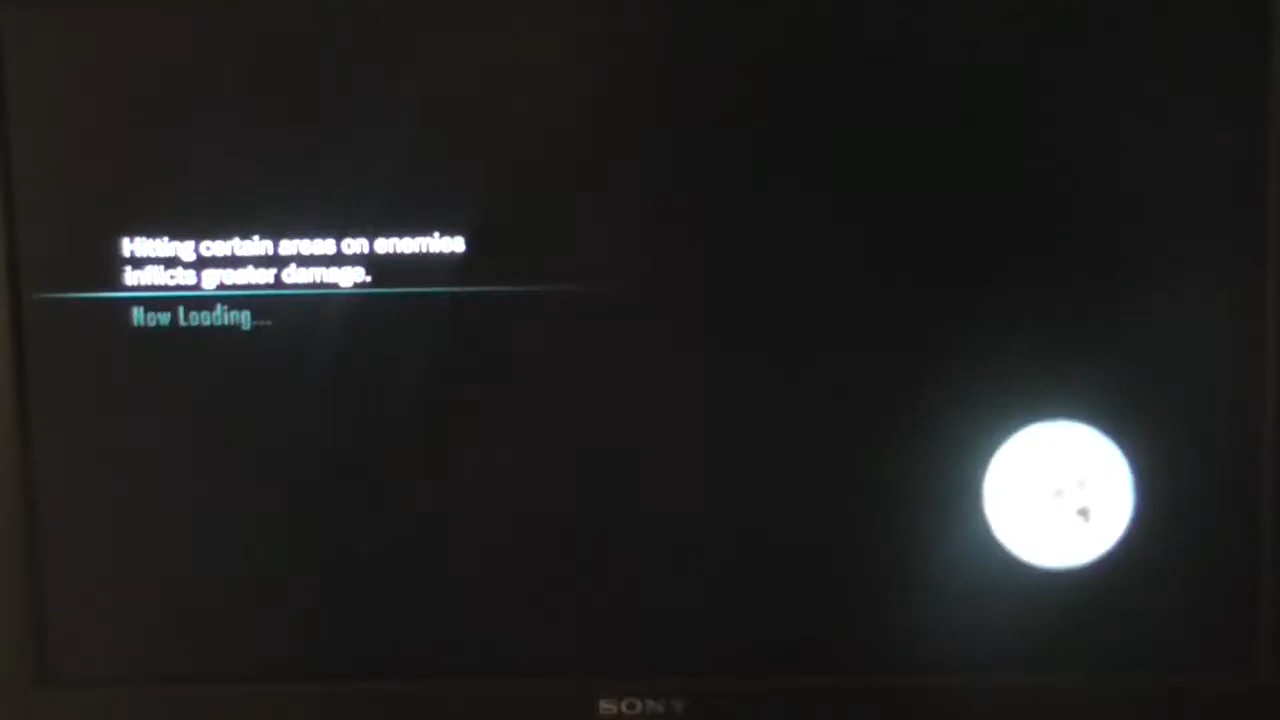 Hitting certain areas on enemies
inflicts greater damage.
Now Loading...
SONY